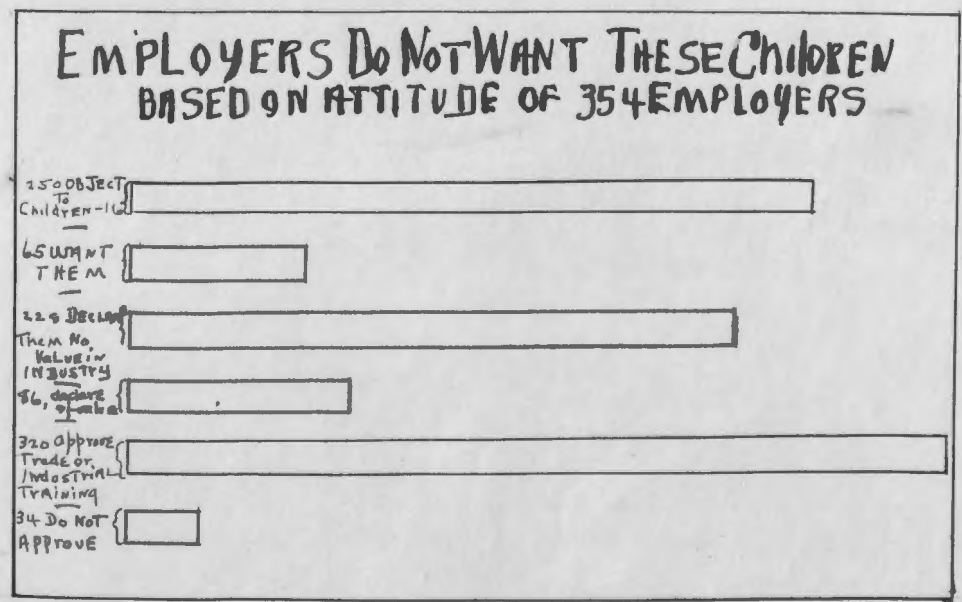 EMPLOYERS DO NOT WANT THESE ChildREN
BASED ON ATTITUDE OF 354 EMPLOYERS
250 OBJECT
To
ChildrEN-16
65 WANT
THEM
DECLARE
Them No
VALUE iN
INDUSTRY
86, declare
of value
320 ApprovE
TradE or
INdusTriAL
TrAiNiNg
34 Do NoT
APProVE